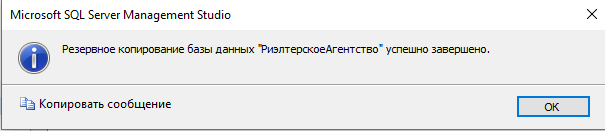 Microsoft SQL Server Management Studio
Резервное копирование базы данных "РиэлтерскоеАгентство" успешно завершено.
Копировать сообщение
OK